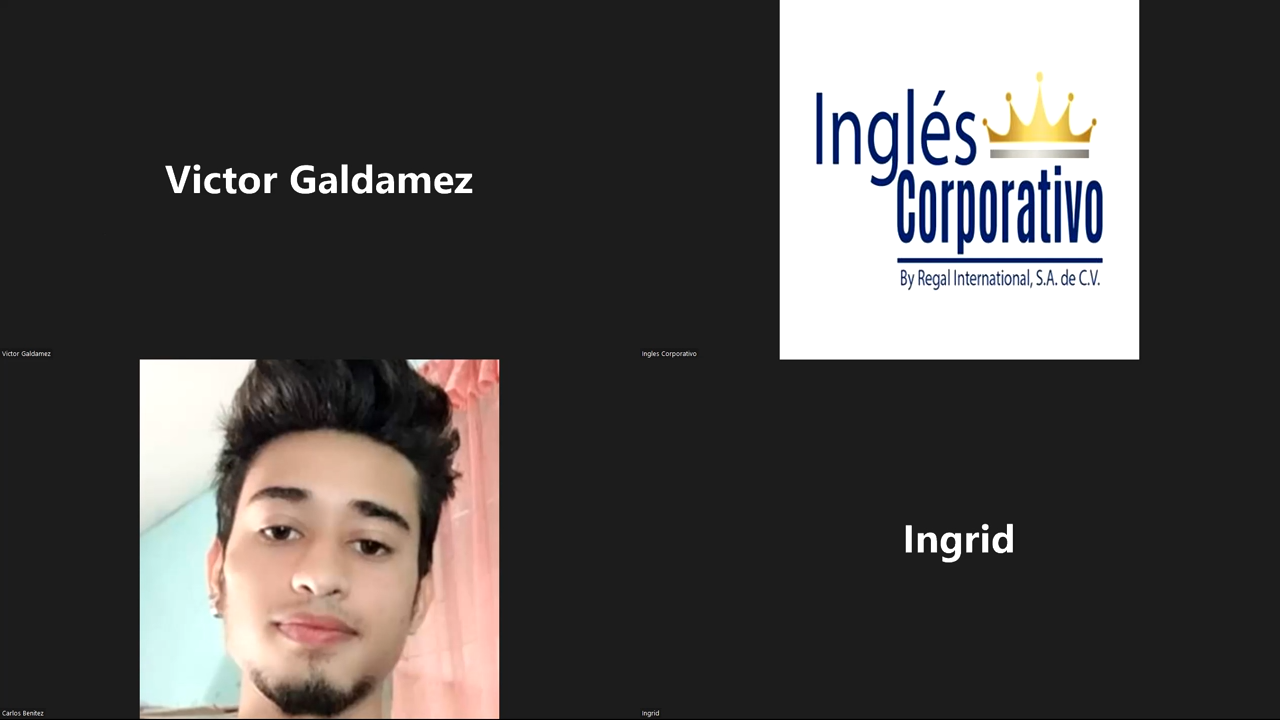 Victor Galdamez
Inglés
Corporativo
By Regal International, S.A. de C.V.
Victor Galdamez
Ingles Corporativo
Ingrid
Carlos Benitez
Ingrid